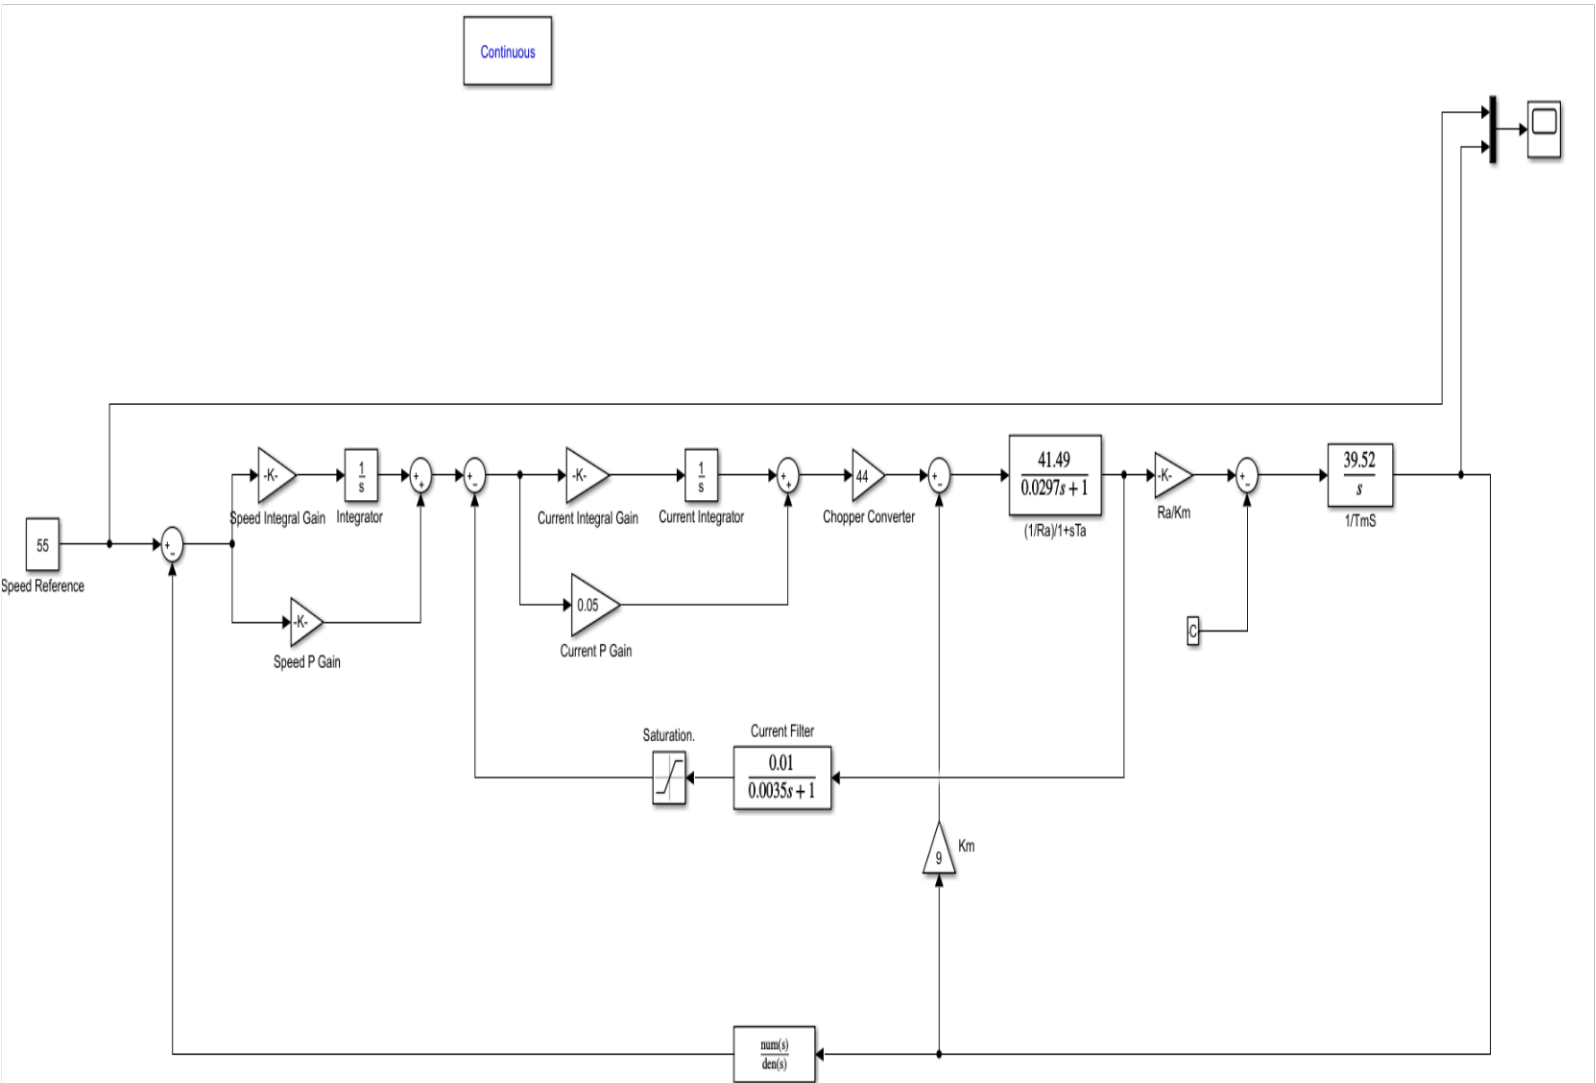 Continuous
55
Speed Reference
+
-
-K-
Speed Integral Gain
1
s
Integrator
-K-
Speed P Gain
+
+
+
-
-K-
Current Integral Gain
1
s
Current Integrator
0.05
Current P Gain
+
+
44
Chopper Converter
+
-
41.49
0.0297s+1
(1/Ra)/1+sTa
-K-
Ra/Km
+
-
39.52
s
1/TmS
C
Saturation.
Current Filter
0.01
0.0035s+1
9
Km
num(s)
den(s)